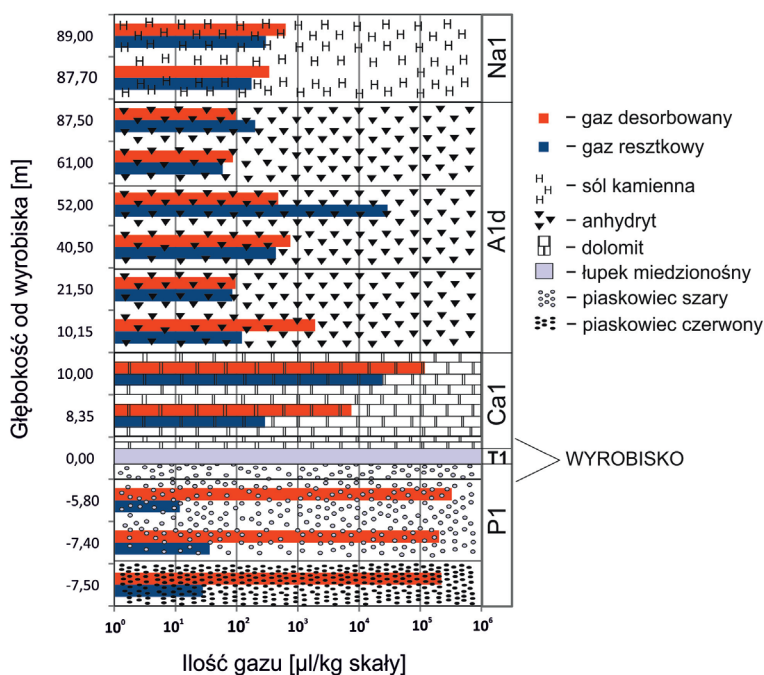 Głębokość od wyrobiska [m]
89,00
87,70
87,50
61,00
52,00
40,50
21,50
10,15
10,00
8,35
0,00
-5,80
-7,40
-7,50
Na1
A1d
Ca1
T1
P1
WYROBISKO
– gaz desorbowany
– gaz resztkowy
– sól kamienna
– anhydryt
– dolomit
– łupek miedzionośny
– piaskowiec szary
– piaskowiec czerwony
10⁰ 10¹ 10² 10³ 10⁴ 10⁵ 10⁶
Ilość gazu [µl/kg skały]